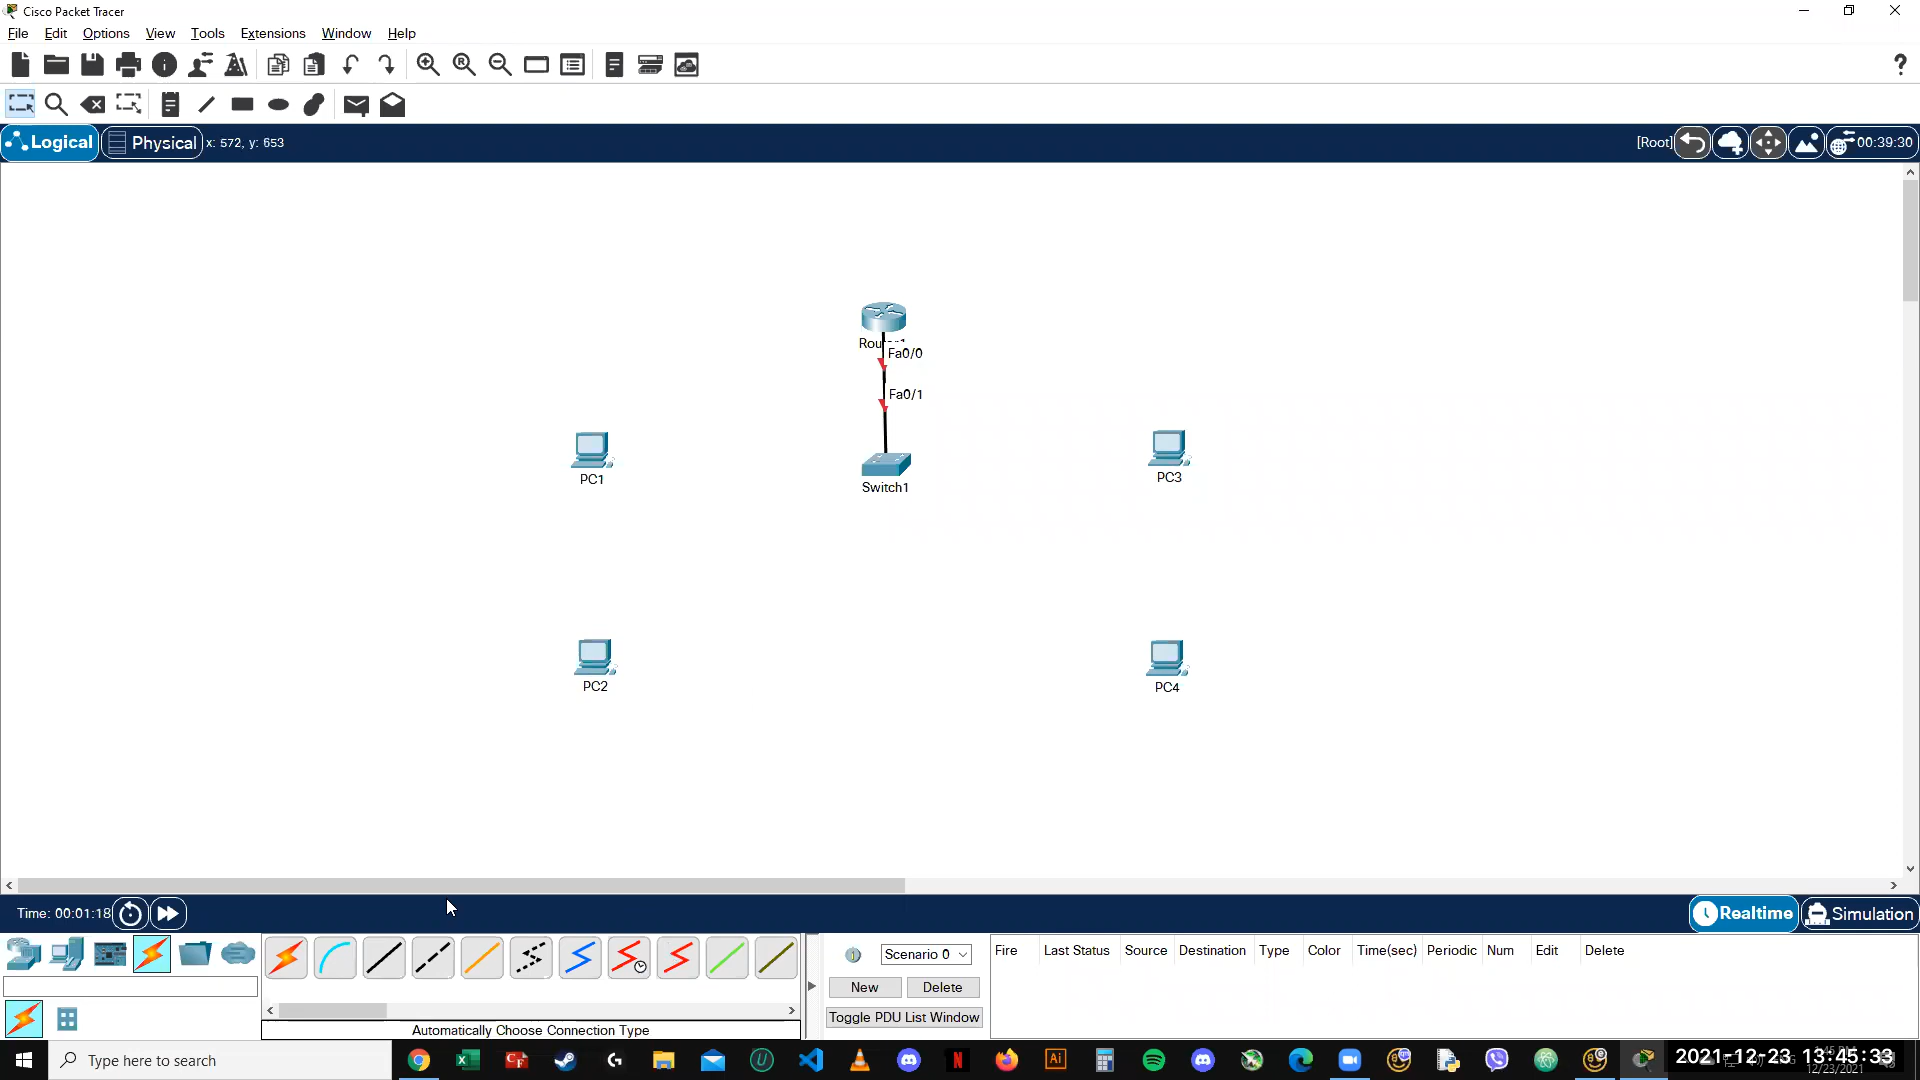 Cisco Packet Tracer
File Edit Options View Tools Extensions Window Help
Logical Physical x: 572, y: 653 [Root] 00:39:30
Fa0/0
Fa0/1
PC1
Switch1
PC3
PC2
PC4
Time: 00:01:18 Realtime Simulation
Scenario 0 Fire Last Status Source Destination Type Color Time(sec) Periodic Num Edit Delete
New Delete
Toggle PDU List Window
Automatically Choose Connection Type
Type here to search
2021-12-23 13:45:33
12/23/2021